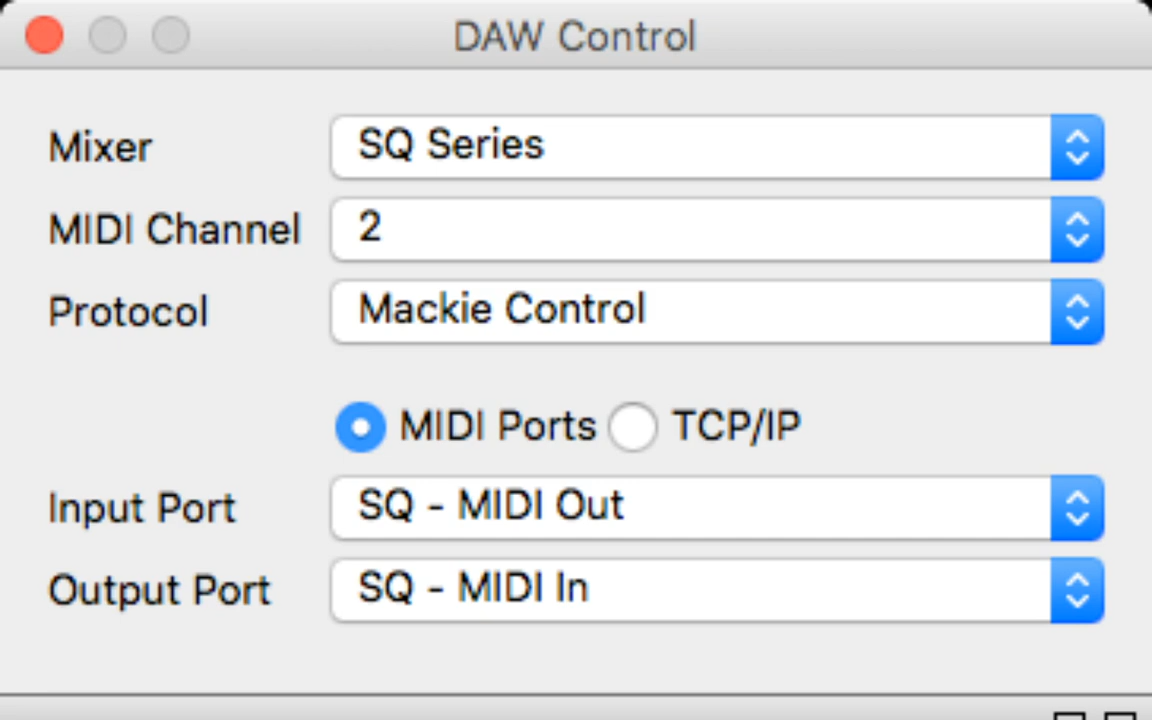 DAW Control
Mixer SQ Series
MIDI Channel 2
Protocol Mackie Control
MIDI Ports TCP/IP
Input Port SQ - MIDI Out
Output Port SQ - MIDI In